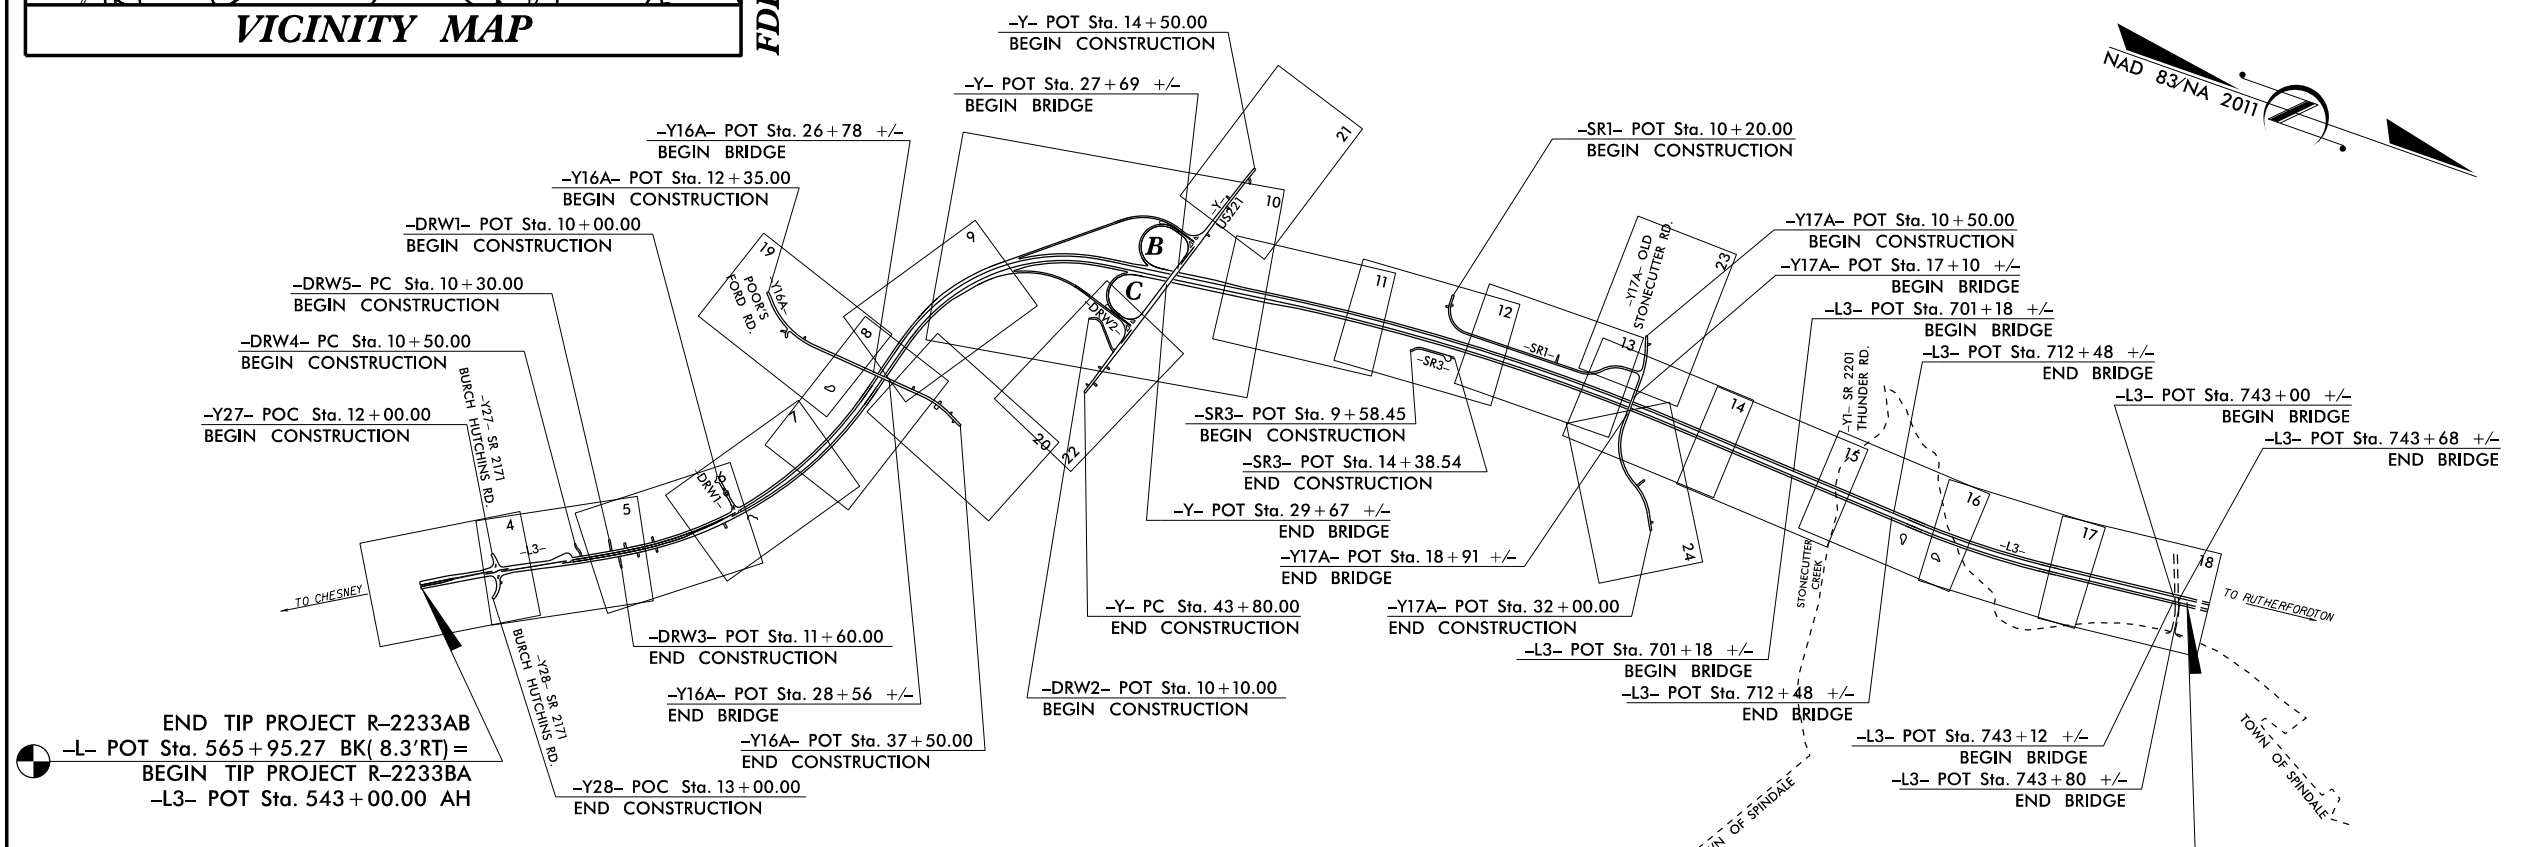 VICINITY MAP
FD
-Y- POT Sta. 14+50.00
BEGIN CONSTRUCTION
-Y- POT Sta. 27+69 +/-
BEGIN BRIDGE
-Y16A- POT Sta. 26+78 +/-
BEGIN BRIDGE
-Y16A- POT Sta. 12+35.00
BEGIN CONSTRUCTION
-DRW1- POT Sta. 10+00.00
BEGIN CONSTRUCTION
-DRW5- PC Sta. 10+30.00
BEGIN CONSTRUCTION
-DRW4- PC Sta. 10+50.00
BEGIN CONSTRUCTION
-Y27- POC Sta. 12+00.00
BEGIN CONSTRUCTION
NAD 83/NA 2011
-SR1- POT Sta. 10+20.00
BEGIN CONSTRUCTION
-Y17A- POT Sta. 10+50.00
BEGIN CONSTRUCTION
-Y17A- POT Sta. 17+10 +/-
BEGIN BRIDGE
-L3- POT Sta. 701+18 +/-
BEGIN BRIDGE
-L3- POT Sta. 712+48 +/-
END BRIDGE
-L3- POT Sta. 743+00 +/-
BEGIN BRIDGE
-L3- POT Sta. 743+68 +/-
END BRIDGE
-Y27- SR 2171
BURCH HUTCHINS RD.
4
-L3-
5
6
-DRW1-
7
8
9
19
POOR'S
FORD RD.
-Y16A-
20
22
-DRW2-
B
C
10
-Y-
US221
21
11
12
-SR1-
-SR3-
13
-Y17A- OLD
STONECUTTER RD.
23
14
24
-Y1- SR 2201
THUNDER RD.
15
16
-L3-
17
18
TO CHESNEY
TO RUTHERFORDTON
STONECUTTER
CREEK
-SR3- POT Sta. 9+58.45
BEGIN CONSTRUCTION
-SR3- POT Sta. 14+38.54
END CONSTRUCTION
-Y- POT Sta. 29+67 +/-
END BRIDGE
-Y17A- POT Sta. 18+91 +/-
END BRIDGE
-Y- PC Sta. 43+80.00
END CONSTRUCTION
-Y17A- POT Sta. 32+00.00
END CONSTRUCTION
-DRW3- POT Sta. 11+60.00
END CONSTRUCTION
-L3- POT Sta. 701+18 +/-
BEGIN BRIDGE
-Y16A- POT Sta. 28+56 +/-
END BRIDGE
-DRW2- POT Sta. 10+10.00
BEGIN CONSTRUCTION
-L3- POT Sta. 712+48 +/-
END BRIDGE
-Y16A- POT Sta. 37+50.00
END CONSTRUCTION
-L3- POT Sta. 743+12 +/-
BEGIN BRIDGE
-L3- POT Sta. 743+80 +/-
END BRIDGE
-Y28- POC Sta. 13+00.00
END CONSTRUCTION
-Y28- SR 2171
BURCH HUTCHINS RD.
END TIP PROJECT R-2233AB
-L- POT Sta. 565+95.27 BK( 8.3'RT)=
BEGIN TIP PROJECT R-2233BA
-L3- POT Sta. 543+00.00 AH
OF SPINDALE
TOWN OF SPINDALE